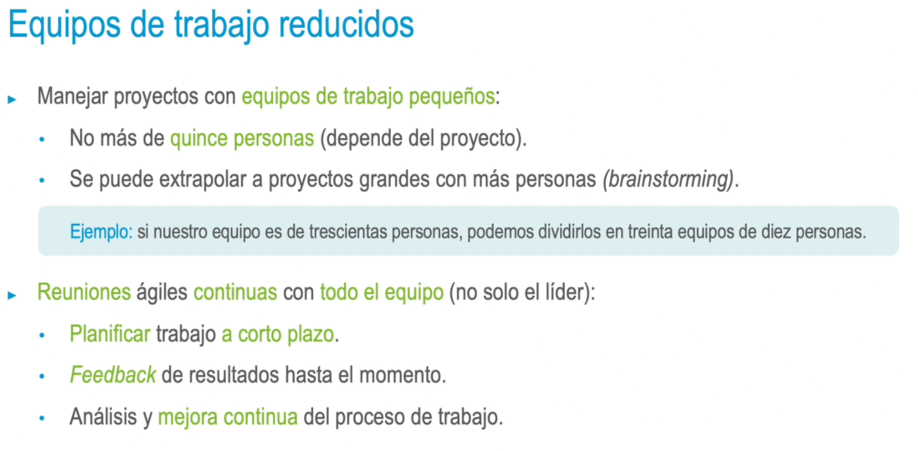 Equipos de trabajo reducidos
► Manejar proyectos con equipos de trabajo pequeños:
• No más de quince personas (depende del proyecto).
• Se puede extrapolar a proyectos grandes con más personas (brainstorming).
Ejemplo: si nuestro equipo es de trescientas personas, podemos dividirlos en treinta equipos de diez personas.
► Reuniones ágiles continuas con todo el equipo (no solo el líder):
• Planificar trabajo a corto plazo.
• Feedback de resultados hasta el momento.
• Análisis y mejora continua del proceso de trabajo.